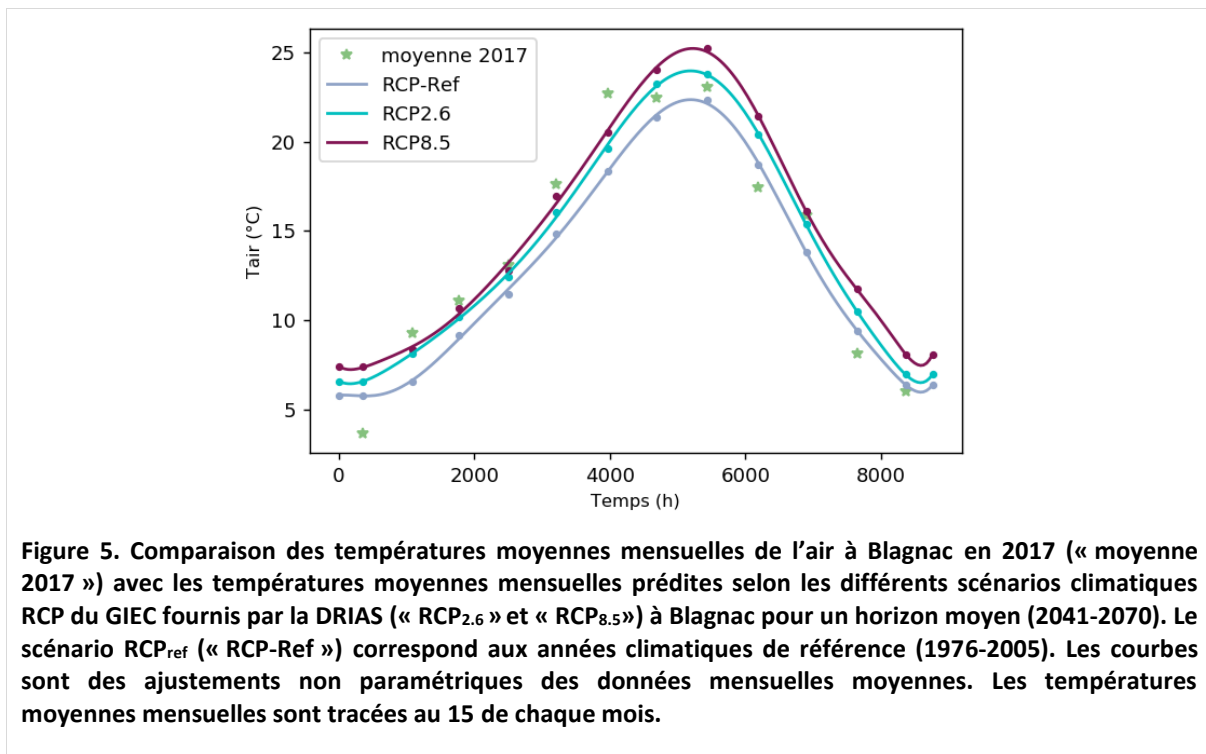 25
20
15
10
5
Tair (°C)
moyenne 2017
RCP-Ref
RCP2.6
RCP8.5
0 2000 4000 6000 8000
Temps (h)
Figure 5. Comparaison des températures moyennes mensuelles de l’air à Blagnac en 2017 (« moyenne
2017 ») avec les températures moyennes mensuelles prédites selon les différents scénarios climatiques
RCP du GIEC fournis par la DRIAS (« RCP2.6 » et « RCP8.5») à Blagnac pour un horizon moyen (2041-2070). Le
scénario RCPref (« RCP-Ref ») correspond aux années climatiques de référence (1976-2005). Les courbes
sont des ajustements non paramétriques des données mensuelles moyennes. Les températures
moyennes mensuelles sont tracées au 15 de chaque mois.